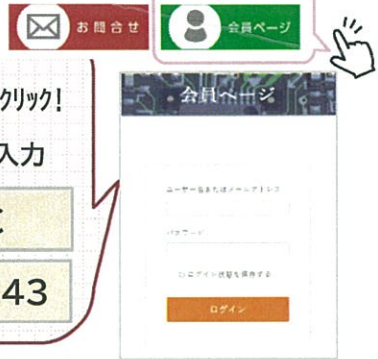 お問合せ
会員ページ
クリック!
入力
43
会員ページ
ユーザー名またはメールアドレス
パスワード
ログイン状態を保存する
ログイン